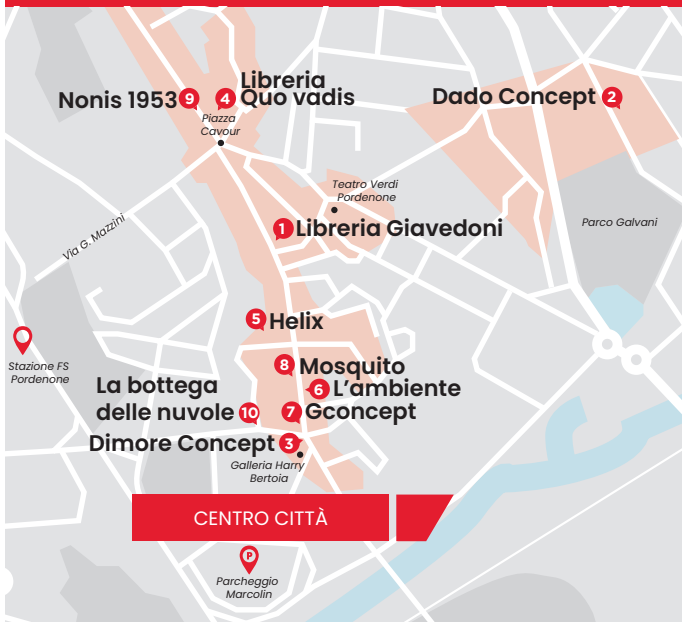 Libreria
Quo vadis
Nonis 1953
9
4
Dado Concept
2
Piazza
Cavour
Teatro Verdi
Pordenone
1
Libreria Giavedoni
Parco Galvani
Via G. Mazzini
5
Helix
Stazione FS
Pordenone
8
Mosquito
6
L'ambiente
La bottega
delle nuvole
10
7
Gconcept
Dimore Concept
3
Galleria Harry
Bertoia
CENTRO CITTÀ
P
Parcheggio
Marcolin